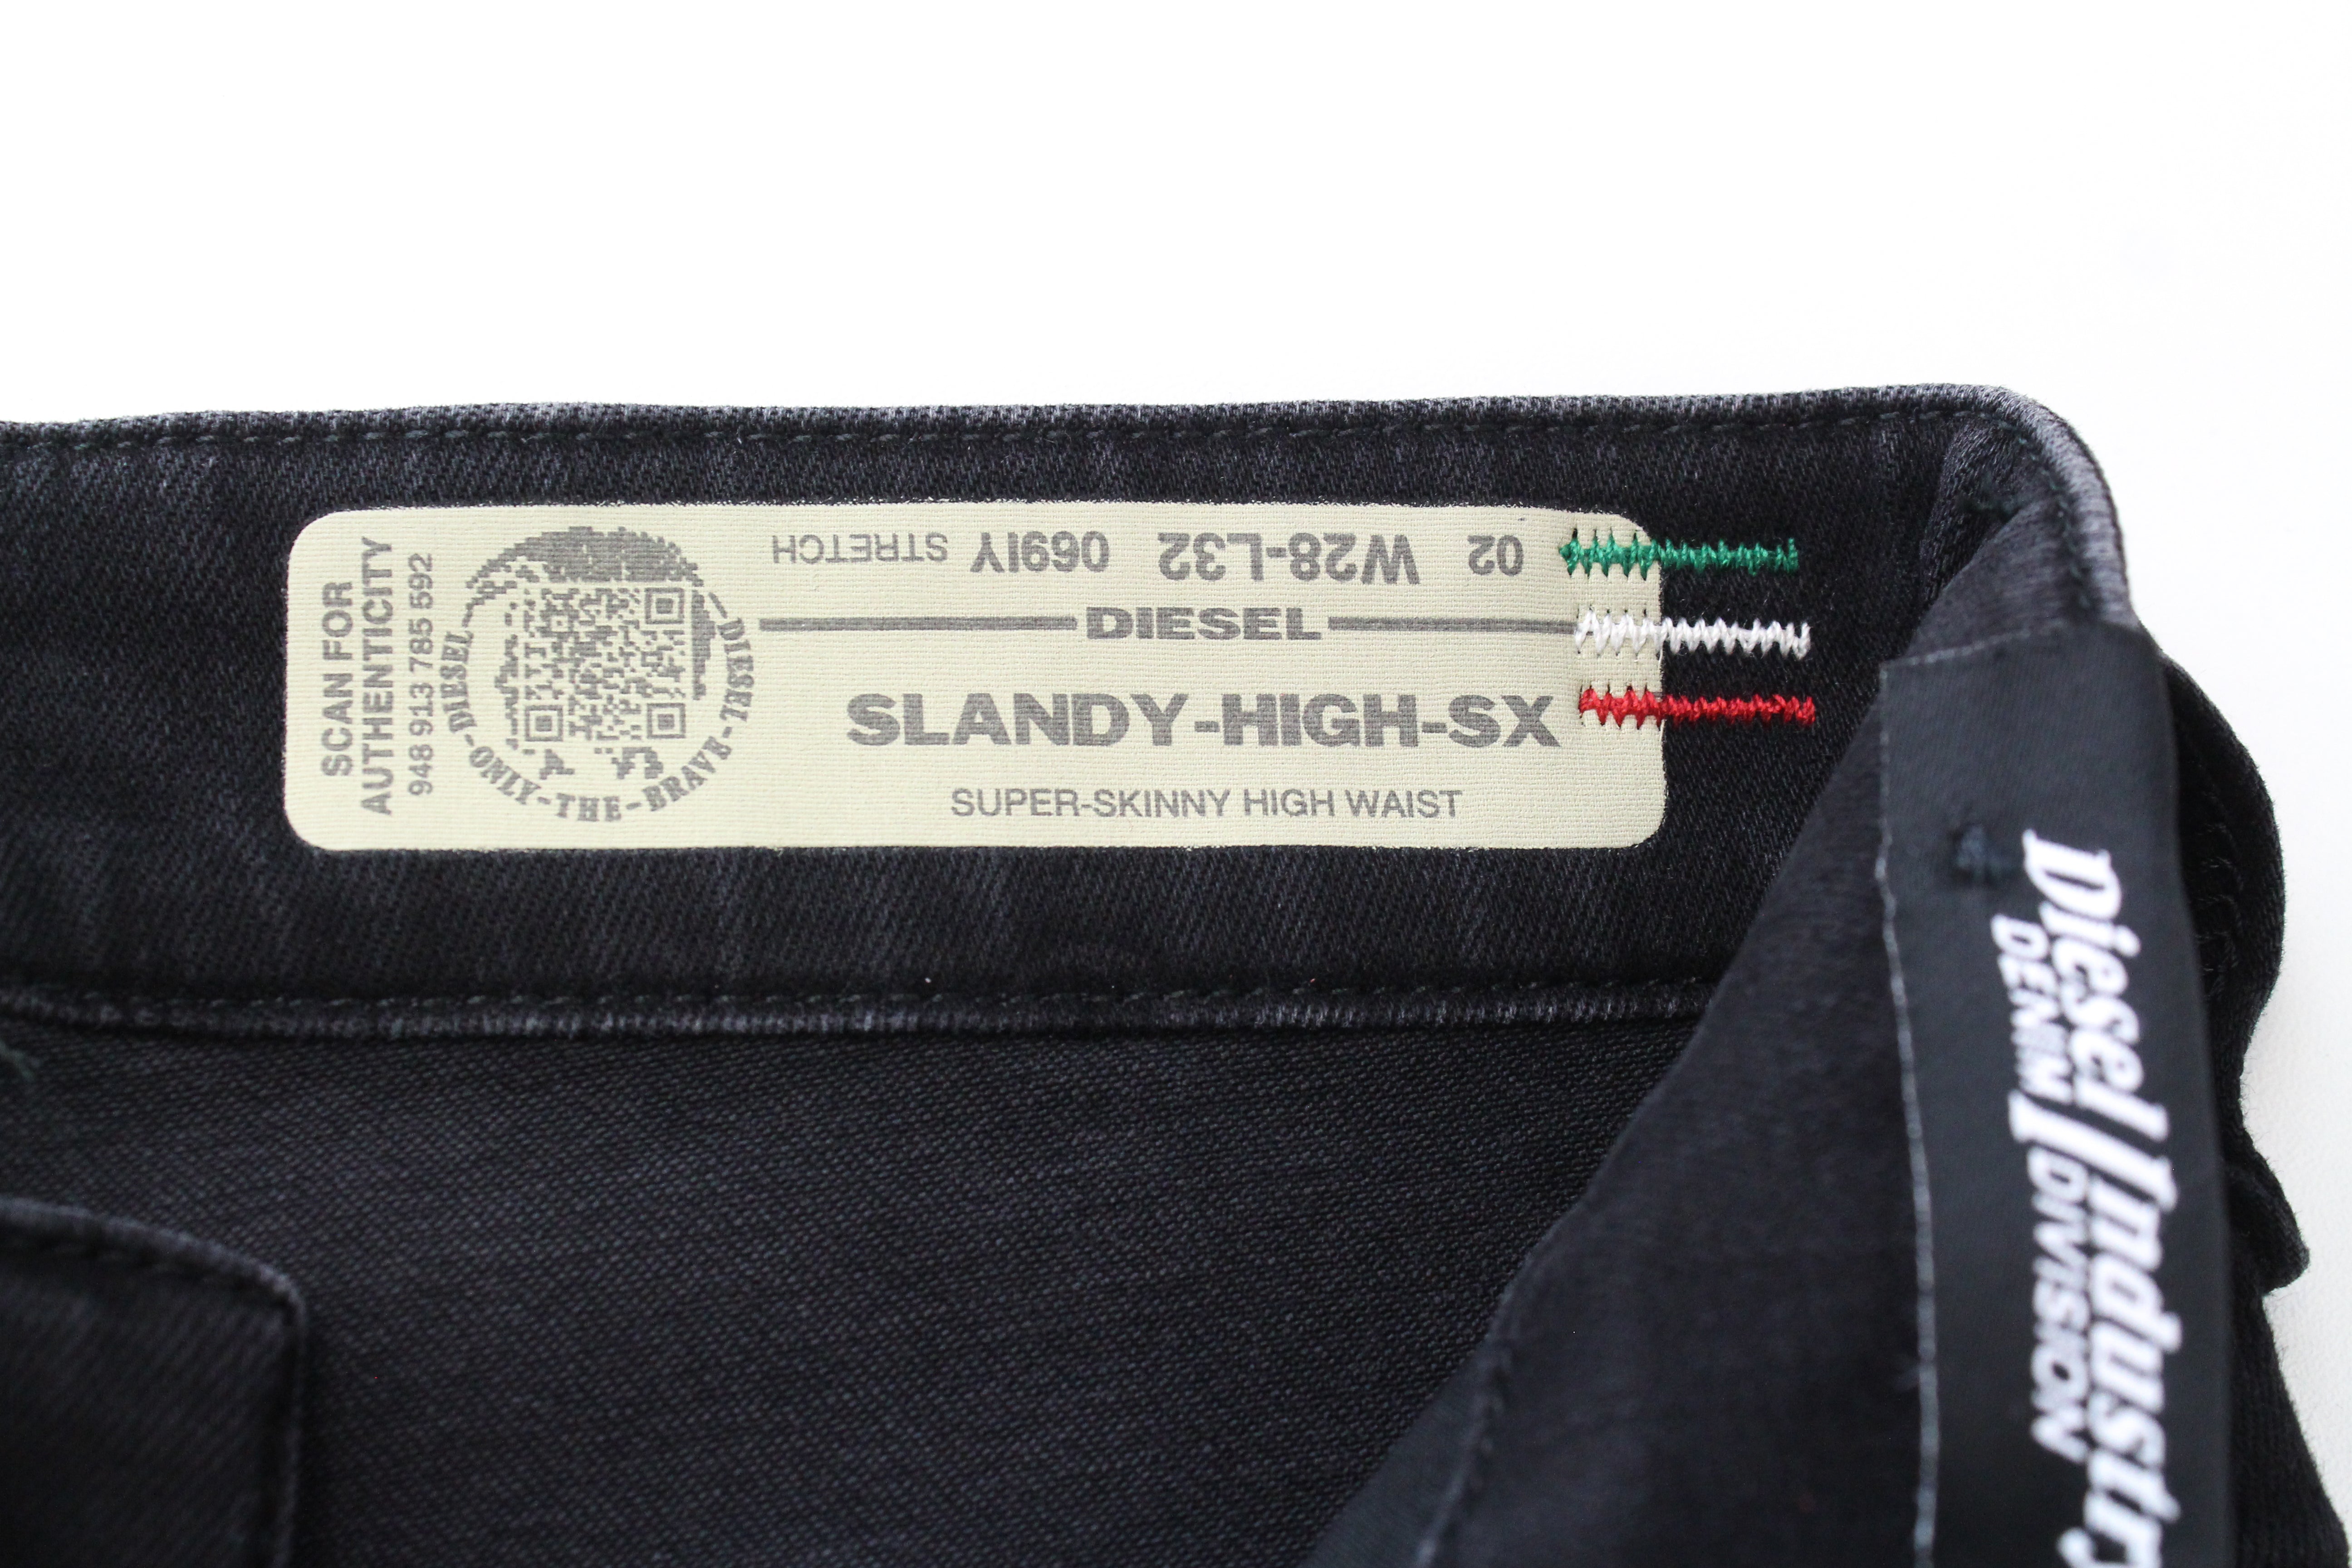 SCAN FOR
AUTHENTICITY
948 913 785 592
DIESEL-ONLY-THE-BRAVE-DIESEL
02 W28-L32 069IY STRETCH
DIESEL
SLANDY-HIGH-SX
SUPER-SKINNY HIGH WAIST
Diesel Industry
DENIM DIVISION